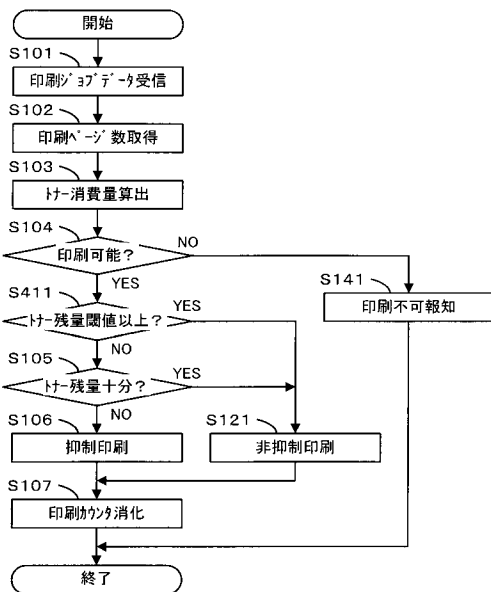 開始
S101
印刷ｼﾞｮﾌﾞﾃﾞｰﾀ受信
S102
印刷ﾍﾟｰｼﾞ数取得
S103
ﾄﾅｰ消費量算出
S104
印刷可能？
NO
YES
S141
印刷不可報知
S411
ﾄﾅｰ残量閾値以上？
YES
NO
S105
ﾄﾅｰ残量十分？
YES
NO
S106
抑制印刷
S121
非抑制印刷
S107
印刷ｶｳﾝﾀ消化
終了